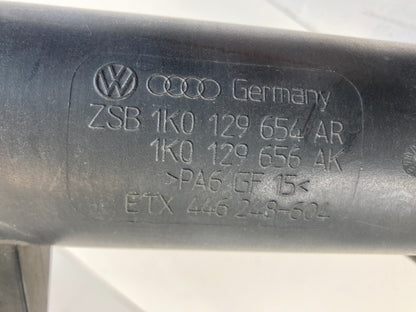 Germany
ZSB 1K0 129 654 AR
1K0 129 656 AK
>PA6 GF 15<
ETX 446 248-604